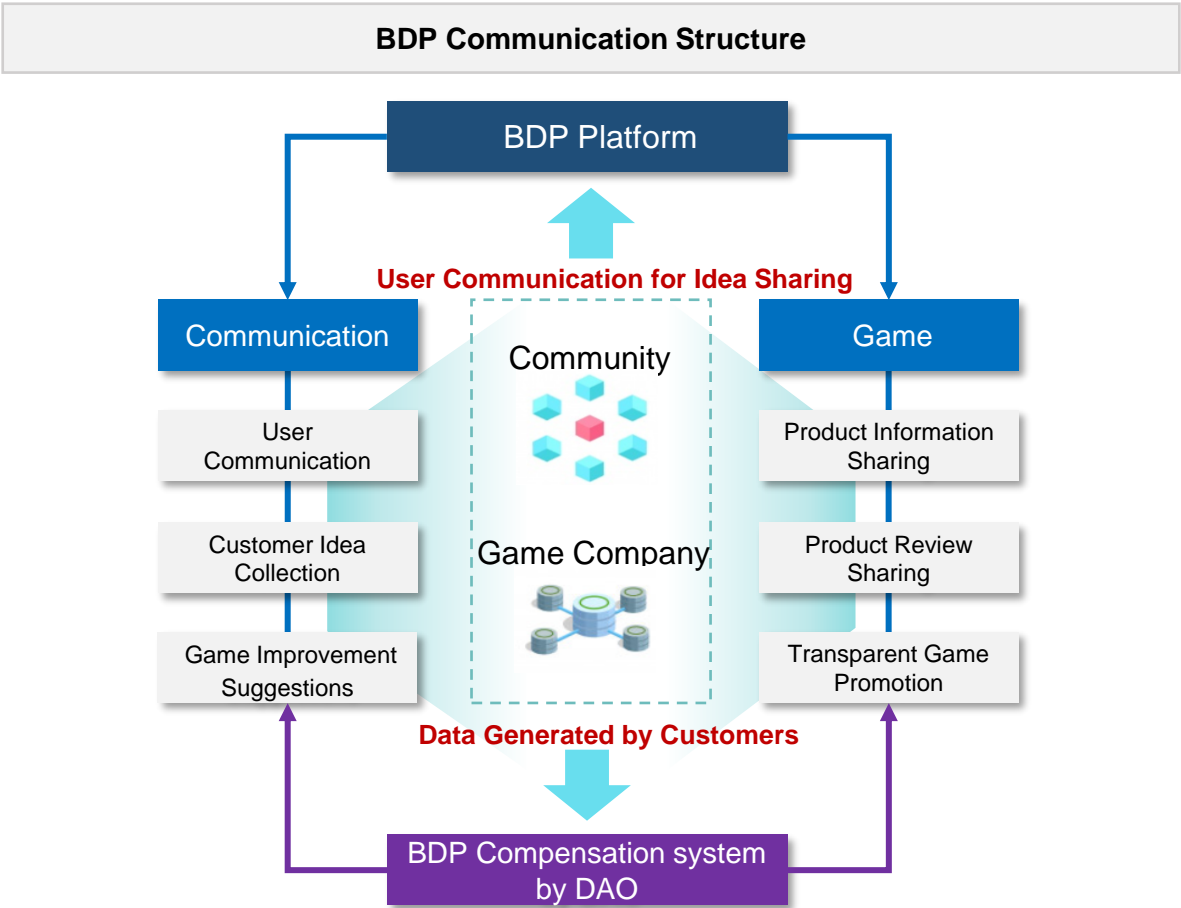 BDP Communication Structure
BDP Platform
User Communication for Idea Sharing
Communication
Game
Community
User
Communication
Product Information
Sharing
Customer Idea
Collection
Game Company
Product Review
Sharing
Game Improvement
Suggestions
Transparent Game
Promotion
Data Generated by Customers
BDP Compensation system
by DAO